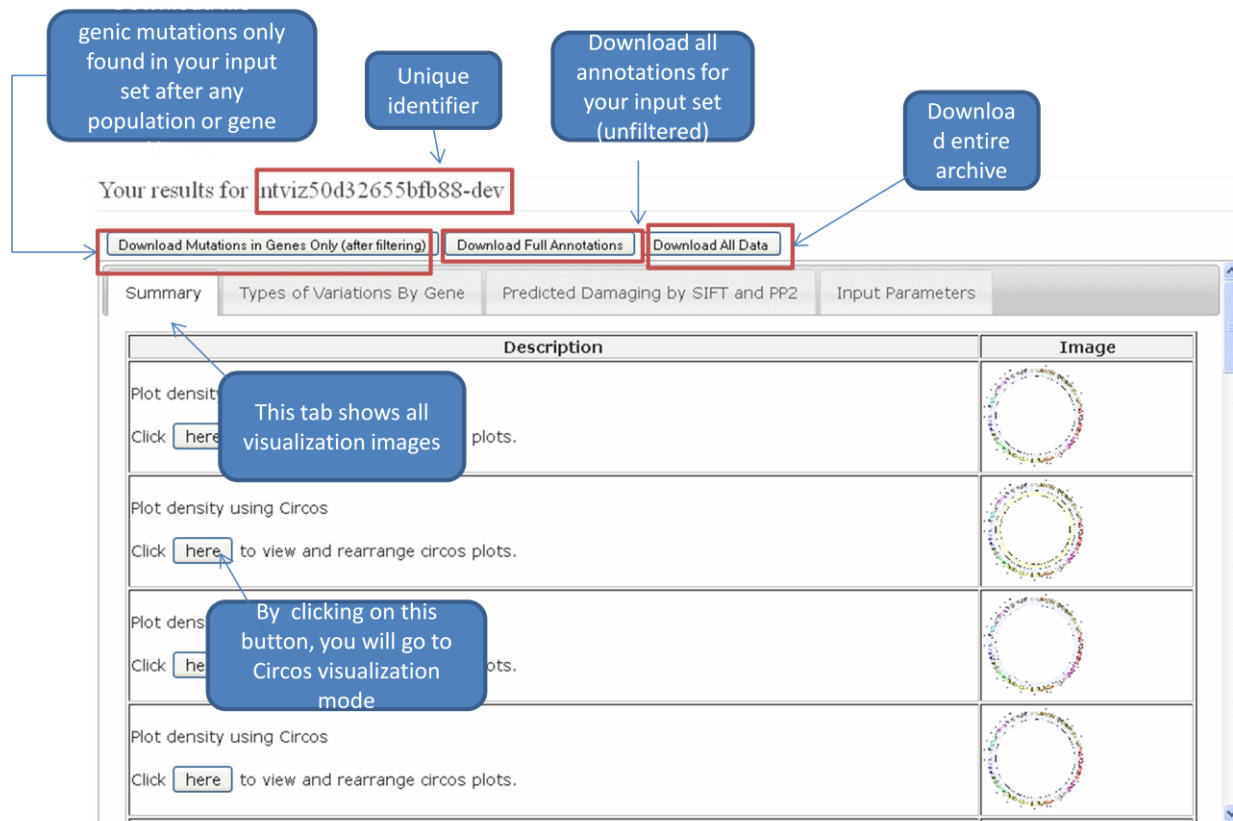 genic mutations only
found in your input
set after any
population or gene
Unique
identifier
Download all
annotations for
your input set
(unfiltered)
Downloa
d entire
archive
Your results for ntviz50d32655bfb88-dev
Download Mutations in Genes Only (after filtering) Download Full Annotations Download All Data
Summary Types of Variations By Gene Predicted Damaging by SIFT and PP2 Input Parameters
Description Image
Plot density
Click here plots.
This tab shows all
visualization images
Plot density using Circos
Click here to view and rearrange circos plots.
Plot dens
Click he ots.
By clicking on this
button, you will go to
Circos visualization
mode
Plot density using Circos
Click here to view and rearrange circos plots.